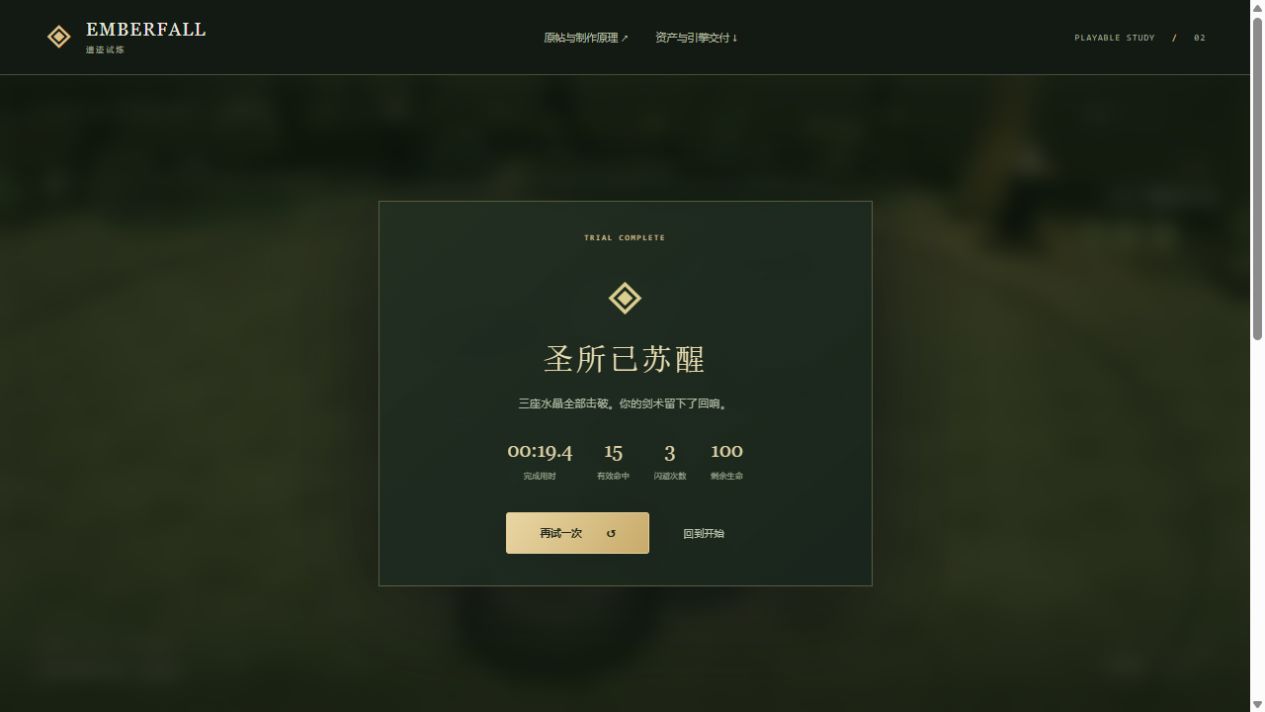 EMBERFALL
遗迹试炼
原帖与制作原理 ↗
资产与引擎交付 ↓
PLAYABLE STUDY / 02
TRIAL COMPLETE
圣所已苏醒
三座水晶全部击破。你的剑术留下了回响。
00:19.4 15 3 100
完成用时 有效命中 闪避次数 剩余生命
再试一次 ↺
回到开始